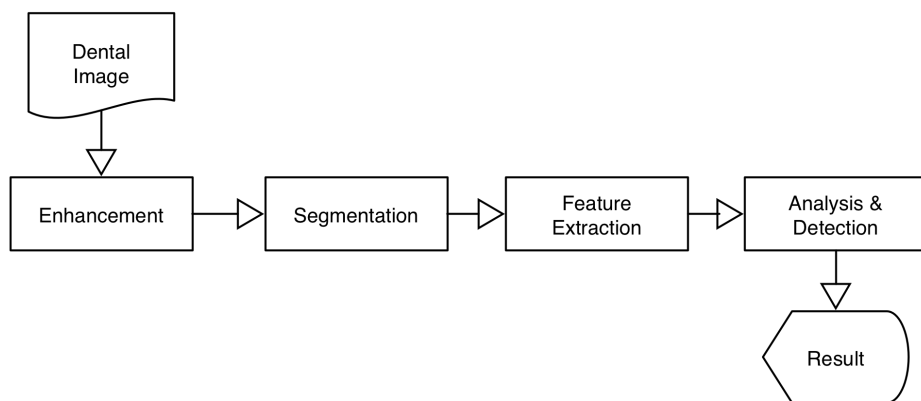 Dental
Image
Enhancement
Segmentation
Feature
Extraction
Analysis &
Detection
Result